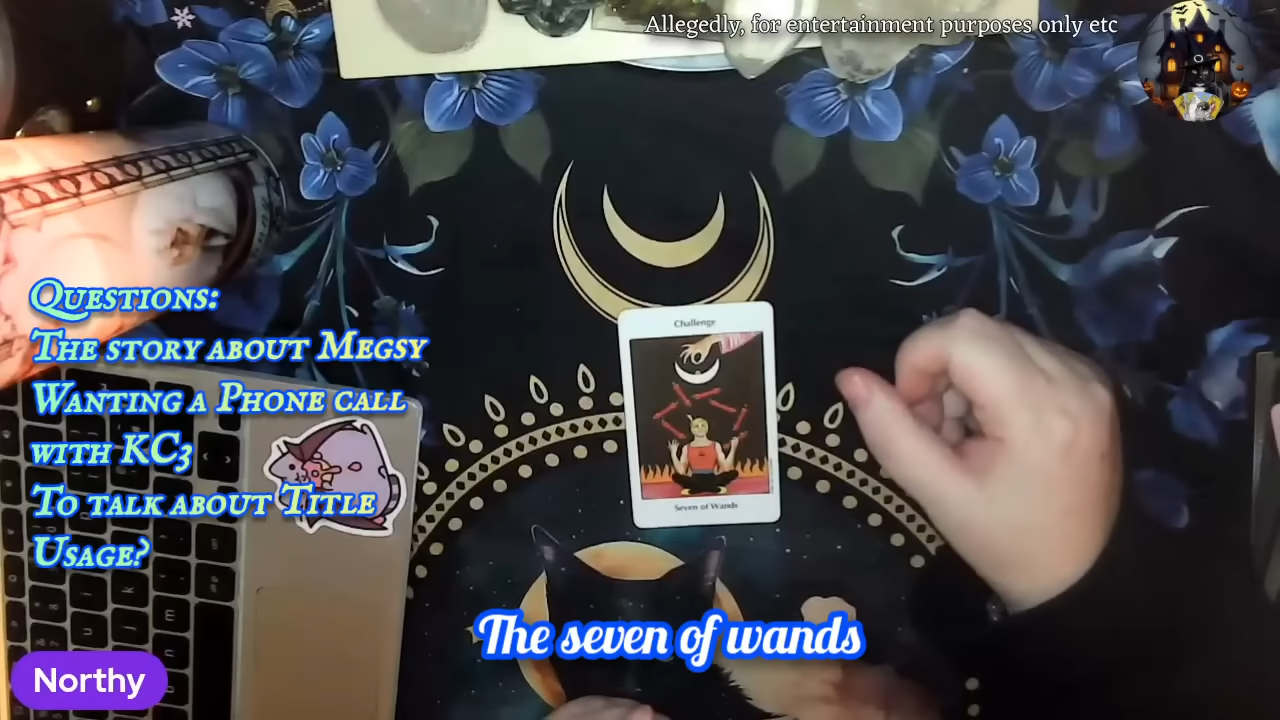 Allegedly, for entertainment purposes only etc
Challenge
Questions:
The story about Megsy
Wanting a Phone call
with KC3
To talk about Title
Usage?
Seven of Wands
The seven of wands
Northy